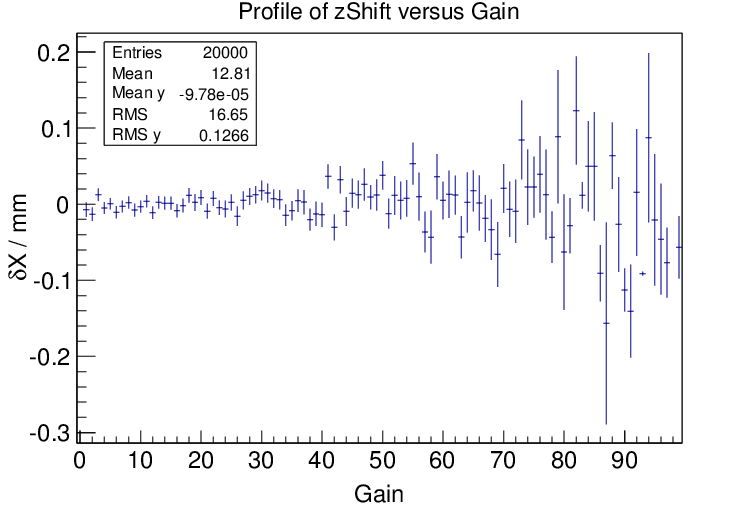 Profile of zShift versus Gain
Entries 20000
Mean 12.81
Mean y -9.78e-05
RMS 16.65
RMS y 0.1266
0.2
0.1
0
-0.1
-0.2
-0.3
δX / mm
0 10 20 30 40 50 60 70 80 90
Gain